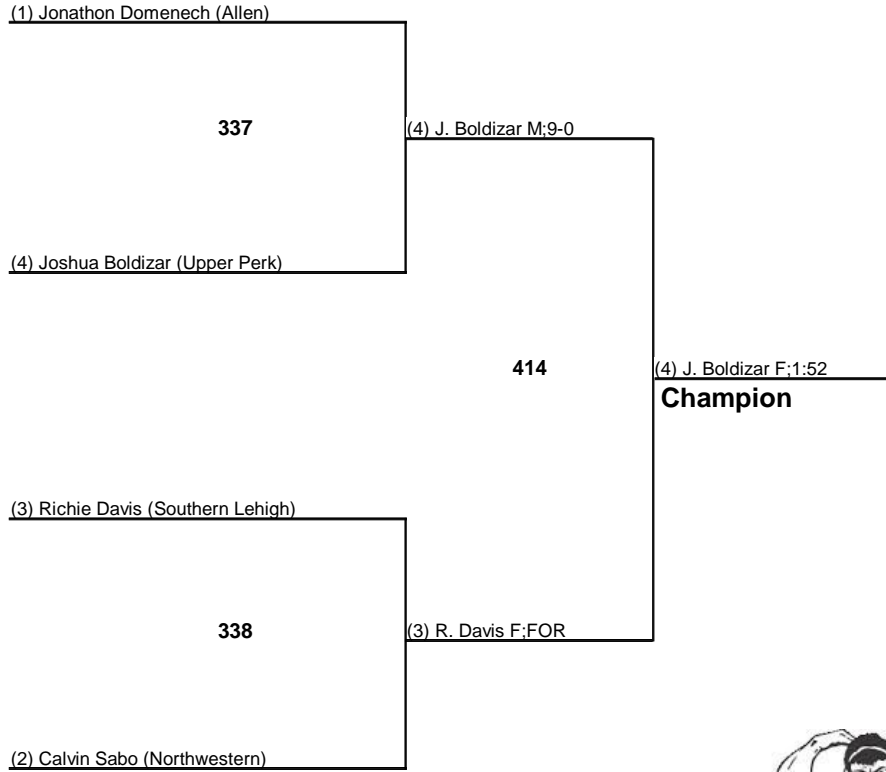 (1) Jonathon Domenech (Allen)
337
(4) J. Boldizar M;9-0
(4) Joshua Boldizar (Upper Perk)
414
(4) J. Boldizar F;1:52
Champion
(3) Richie Davis (Southern Lehigh)
338
(3) R. Davis F;FOR
(2) Calvin Sabo (Northwestern)